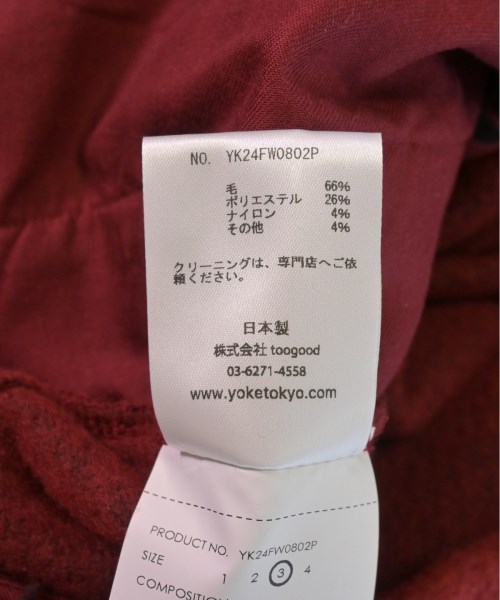 NO. YK24FW0802P
毛 66%
ポリエステル 26%
ナイロン 4%
その他 4%
クリーニングは、専門店へご依
頼ください。
日本製
株式会社 toogood
03-6271-4558
www.yoketokyo.com
PRODUCT NO. YK24FW0802P
SIZE 1 2 3 4
COMPOSITION